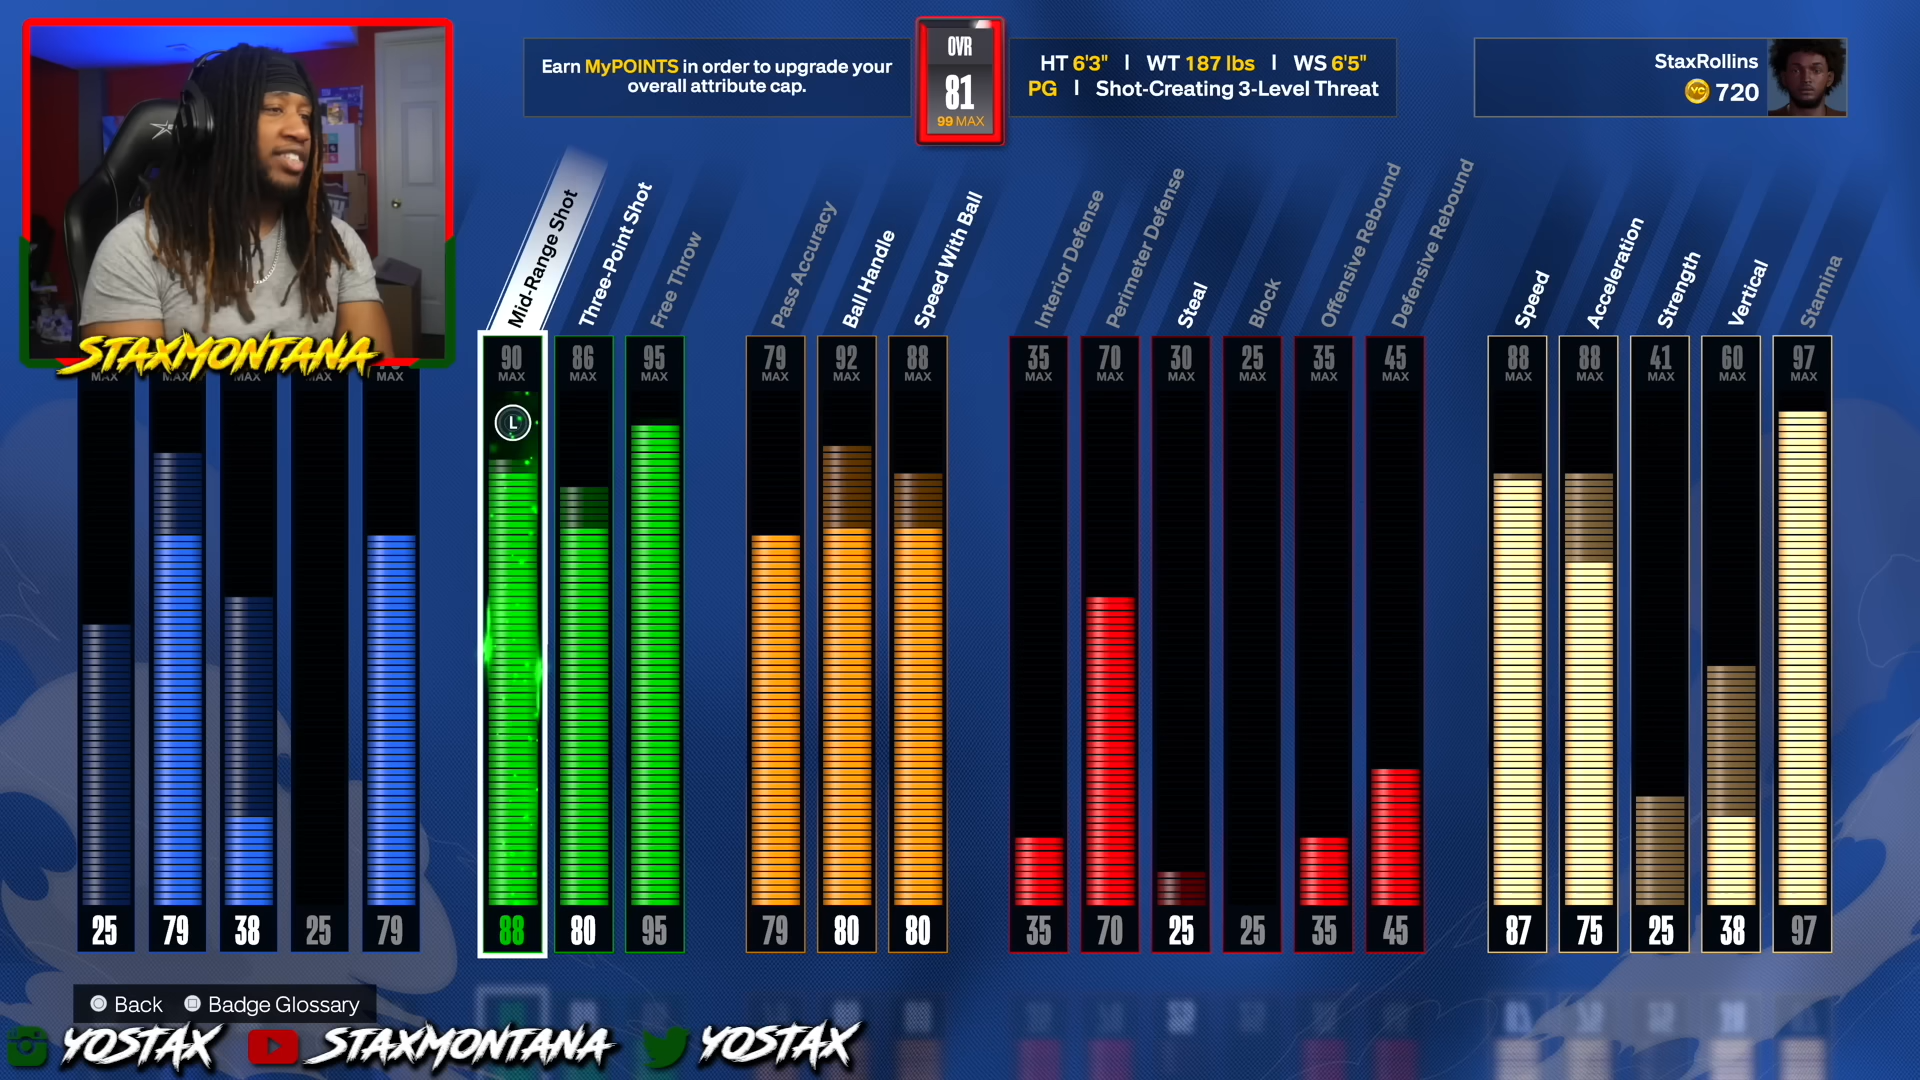 Earn MyPOINTS in order to upgrade your
overall attribute cap.
OVR
81
99 MAX
HT 6'3" | WT 187 lbs | WS 6'5"
PG | Shot-Creating 3-Level Threat
StaxRollins
VC 720
STAXMONTANA
Mid-Range Shot
Three-Point Shot
Free Throw
Pass Accuracy
Ball Handle
Speed With Ball
Interior Defense
Perimeter Defense
Steal
Block
Offensive Rebound
Defensive Rebound
Speed
Acceleration
Strength
Vertical
Stamina
MAX MAX MAX MAX MAX
90 MAX
86 MAX
95 MAX
79 MAX
92 MAX
88 MAX
35 MAX
70 MAX
30 MAX
25 MAX
35 MAX
45 MAX
88 MAX
88 MAX
41 MAX
60 MAX
97 MAX
L
25 79 38 25 79 88 80 95 79 80 80 35 70 25 25 35 45 87 75 25 38 97
Back Badge Glossary
YOSTAX STAXMONTANA YOSTAX